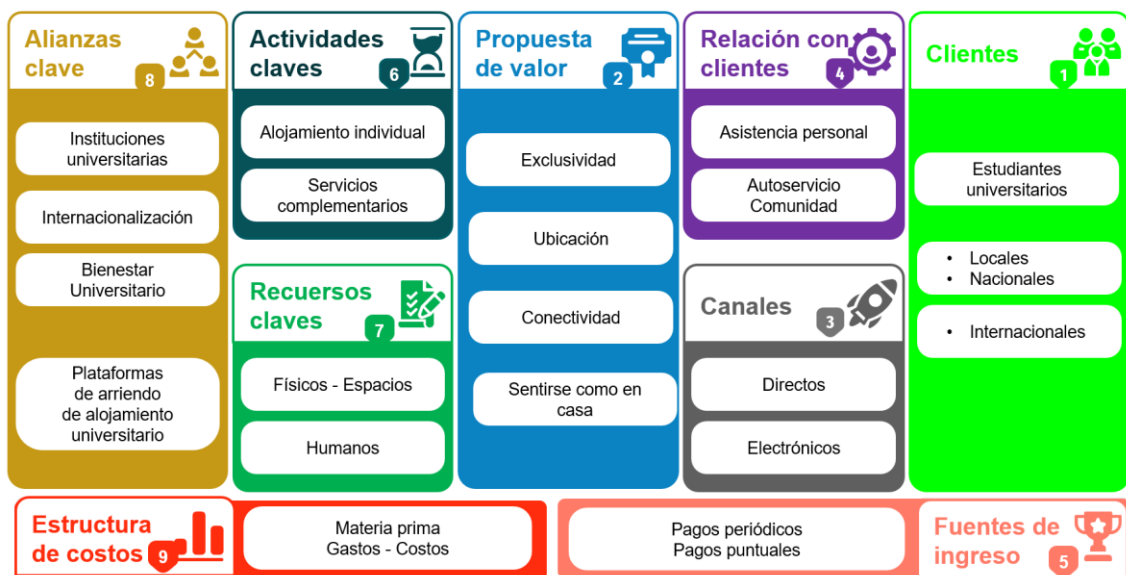 Alianzas
clave
8
Instituciones
universitarias
Internacionalización
Bienestar
Universitario
Plataformas
de arriendo
de alojamiento
universitario
Actividades
claves
6
Alojamiento individual
Servicios
complementarios
Recuersos
claves
7
Físicos - Espacios
Humanos
Propuesta
de valor
2
Exclusividad
Ubicación
Conectividad
Sentirse como en
casa
Relación con
clientes
4
Asistencia personal
Autoservicio
Comunidad
Canales
3
Directos
Electrónicos
Clientes
1
Estudiantes
universitarios
• Locales
• Nacionales
• Internacionales
Estructura
de costos
9
Materia prima
Gastos - Costos
Pagos periódicos
Pagos puntuales
Fuentes de
ingreso
5